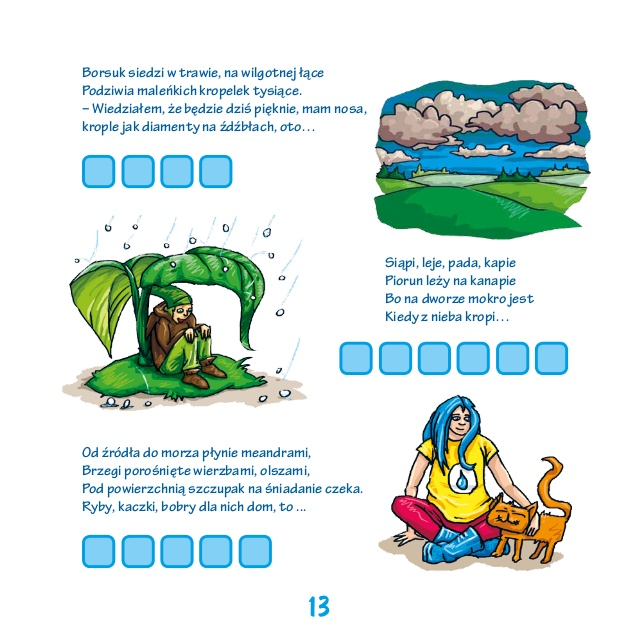 Borsuk siedzi w trawie, na wilgotnej łące
Podziwia maleńkich kropelek tysiące.
– Wiedziałem, że będzie dziś pięknie, mam nosa,
krople jak diamenty na źdźbłach, oto...
Siąpi, leje, pada, kapie
Piorun leży na kanapie
Bo na dworze mokro jest
Kiedy z nieba kropi...
Od źródła do morza płynie meandrami,
Brzegi porośnięte wierzbami, olszami,
Pod powierzchnią szczupak na śniadanie czeka.
Ryby, kaczki, bobry dla nich dom, to ...
13